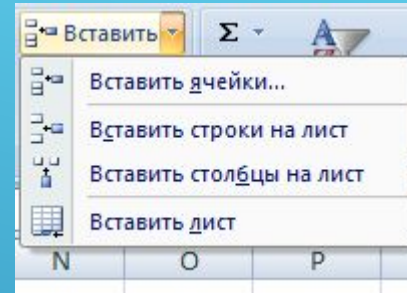 Вставить Σ А
Вставить ячейки...
Вставить строки на лист
Вставить столбцы на лист
Вставить лист
N O P